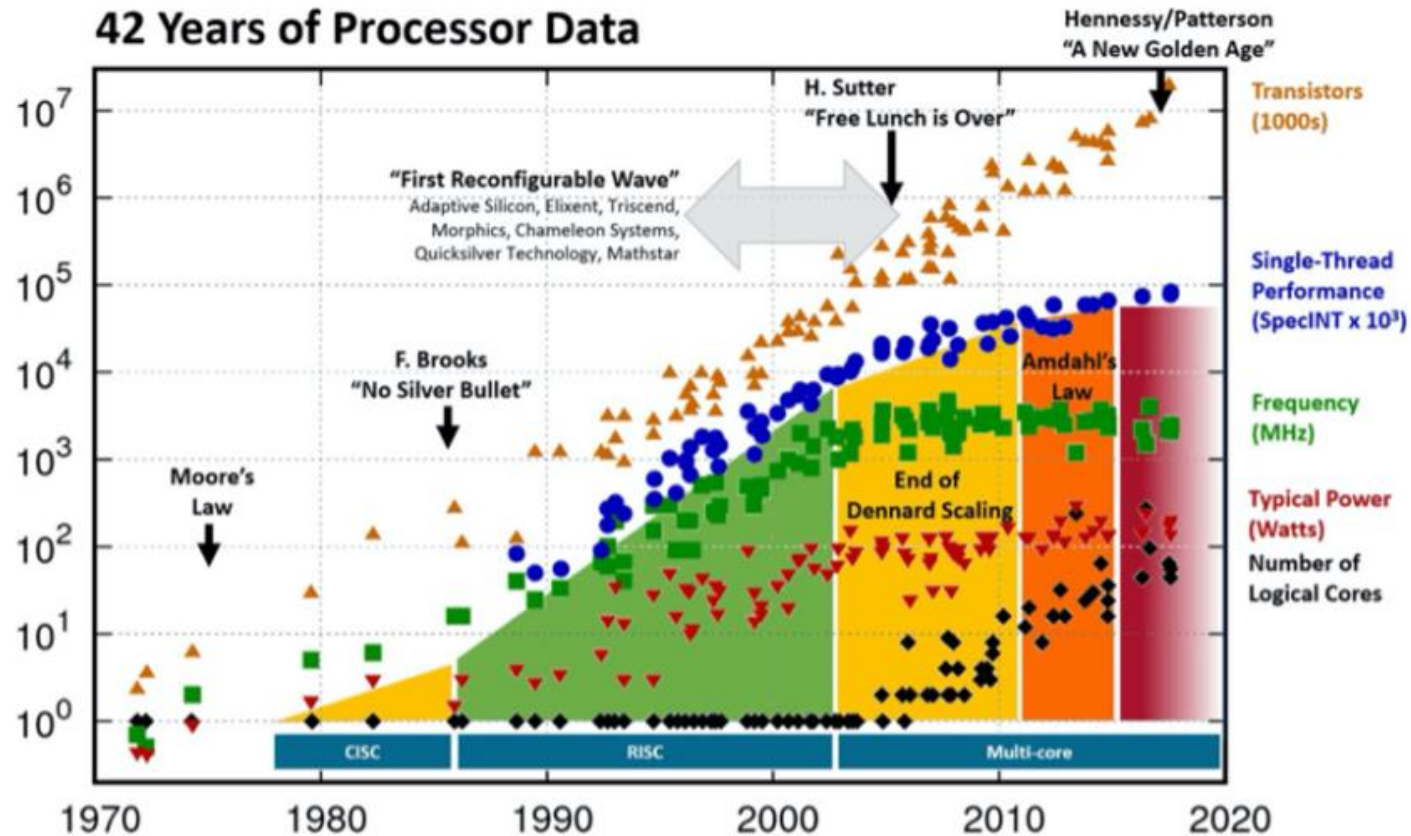 42 Years of Processor Data
Hennessy/Patterson
“A New Golden Age”
H. Sutter
“Free Lunch is Over”
“First Reconfigurable Wave”
Adaptive Silicon, Elixent, Triscend,
Morphics, Chameleon Systems,
Quicksilver Technology, Mathstar
F. Brooks
“No Silver Bullet”
Moore’s
Law
10⁷
10⁶
10⁵
10⁴
10³
10²
10¹
10⁰
Transistors
(1000s)
Single-Thread
Performance
(SpecINT x 10³)
Frequency
(MHz)
Typical Power
(Watts)
Number of
Logical Cores
Amdahl’s
Law
End of
Dennard Scaling
CISC
RISC
Multi-core
1970
1980
1990
2000
2010
2020